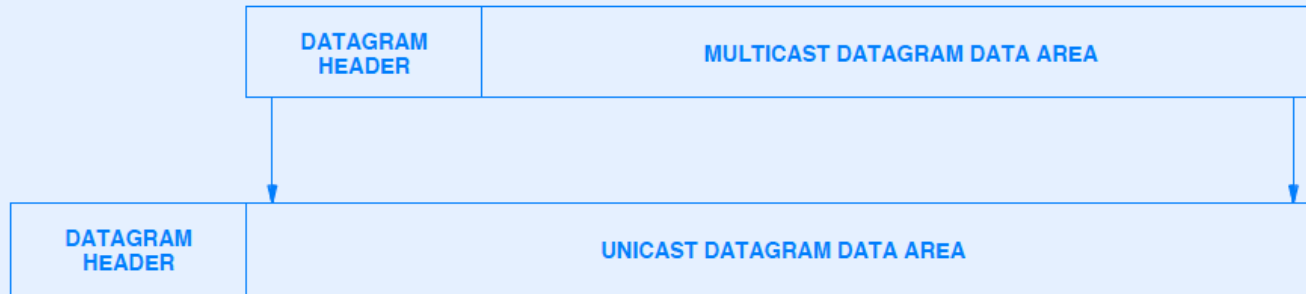 DATAGRAM
HEADER
MULTICAST DATAGRAM DATA AREA
DATAGRAM
HEADER
UNICAST DATAGRAM DATA AREA